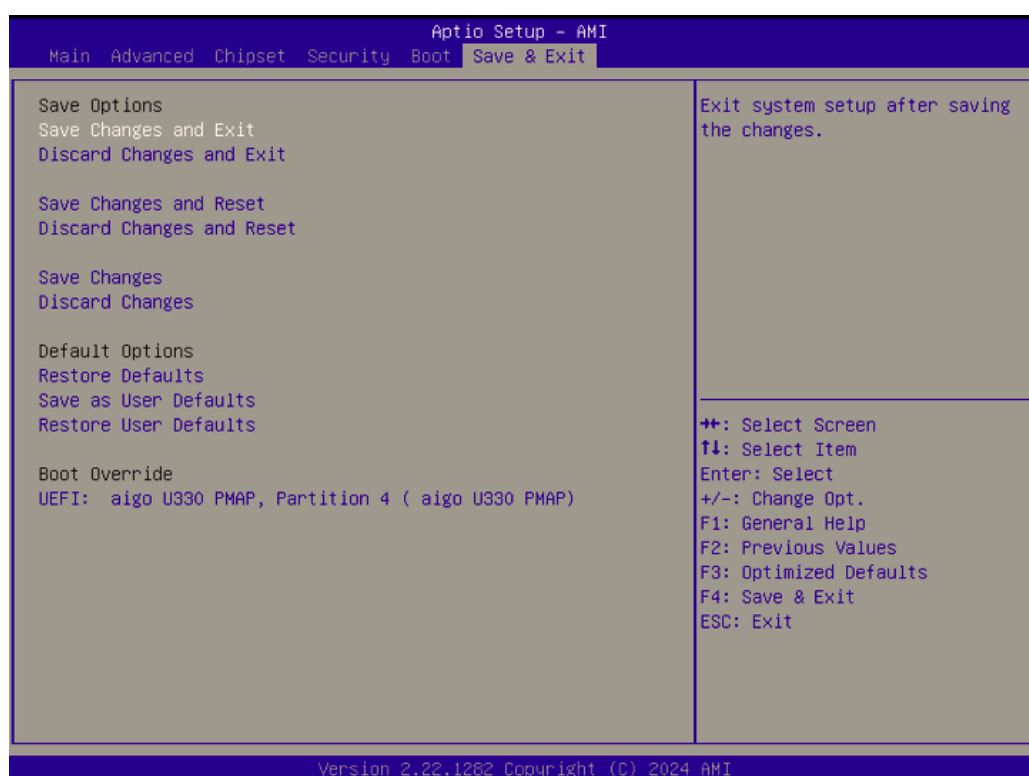 Aptio Setup – AMI
Main Advanced Chipset Security Boot Save & Exit
Save Options
Save Changes and Exit
Discard Changes and Exit
Save Changes and Reset
Discard Changes and Reset
Save Changes
Discard Changes
Default Options
Restore Defaults
Save as User Defaults
Restore User Defaults
Boot Override
UEFI: aigo U330 PMAP, Partition 4 ( aigo U330 PMAP)
Exit system setup after saving
the changes.
→←: Select Screen
↑↓: Select Item
Enter: Select
+/-: Change Opt.
F1: General Help
F2: Previous Values
F3: Optimized Defaults
F4: Save & Exit
ESC: Exit
Version 2.22.1282 Copyright (C) 2024 AMI